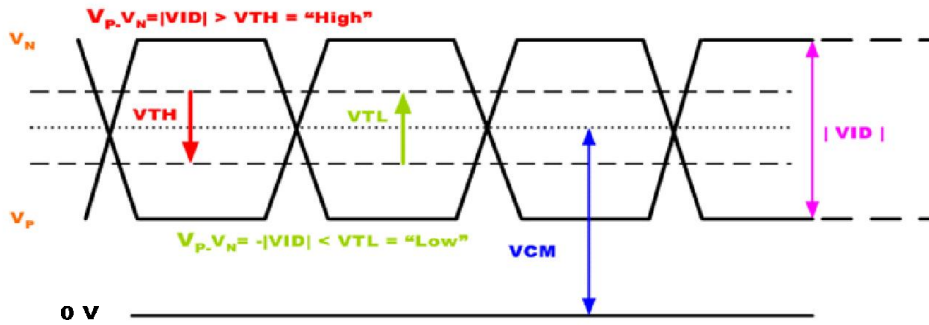 VP-VN=|VID| > VTH = “High”
VN
VTH
VTL
| VID |
VP
VP-VN= -|VID| < VTL = “Low”
VCM
0 V